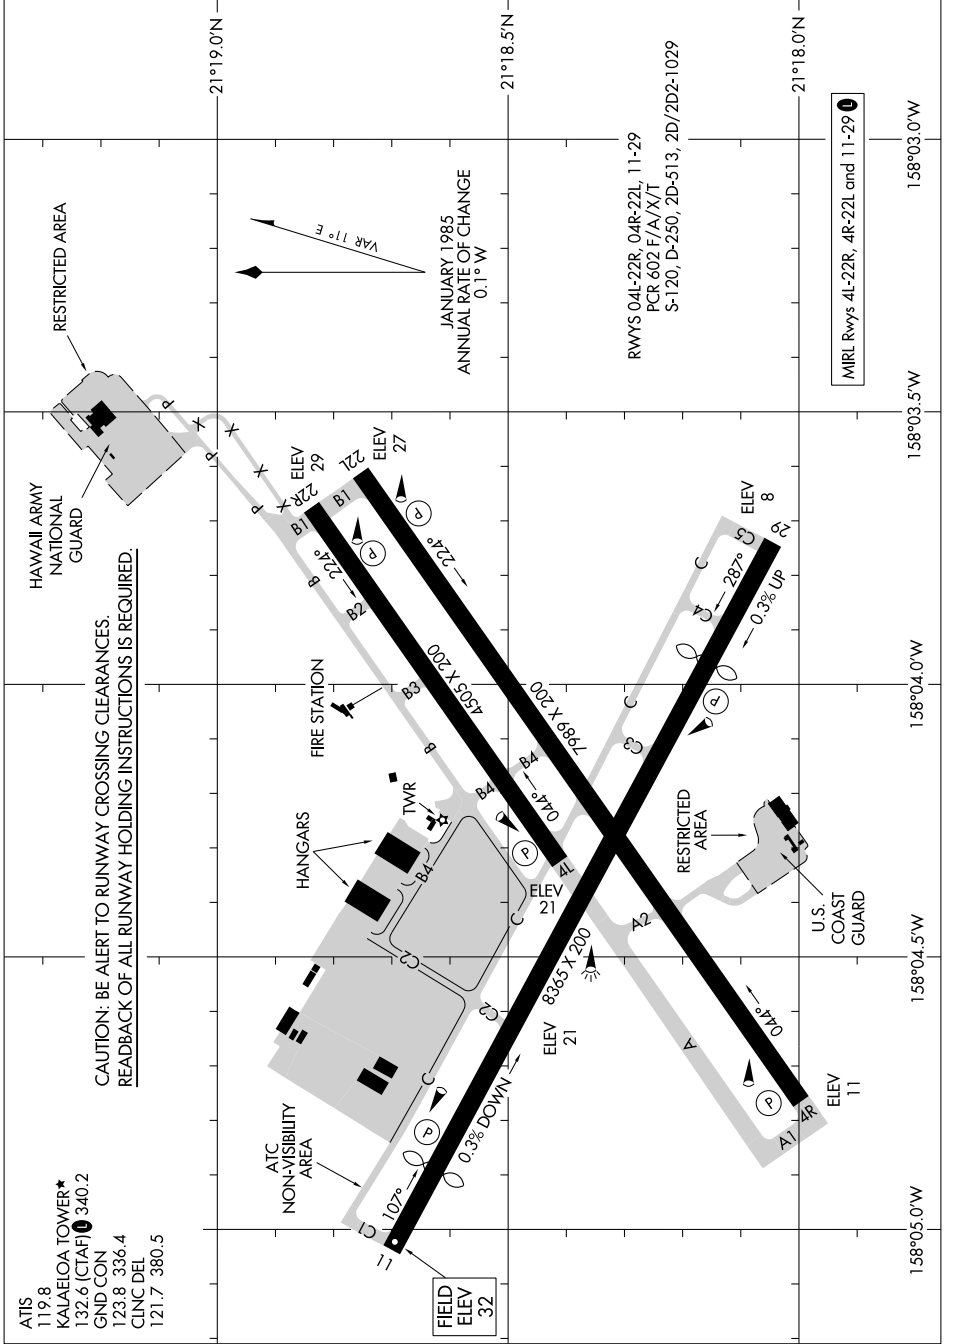 ATIS
119.8
KALAELOA TOWER★
132.6 (CTAF) L 340.2
GND CON
123.8 336.4
CLNC DEL
121.7 380.5
CAUTION: BE ALERT TO RUNWAY CROSSING CLEARANCES.
READBACK OF ALL RUNWAY HOLDING INSTRUCTIONS IS REQUIRED.
HAWAII ARMY
NATIONAL
GUARD
RESTRICTED AREA
21°19.0'N
21°18.5'N
21°18.0'N
VAR 11° E
JANUARY 1985
ANNUAL RATE OF CHANGE
0.1° W
FIRE STATION
HANGARS
TWR
ATC
NON-VISIBILITY
AREA
P
X
P
X
X
P
X
B1
22R
ELEV
29
B1
22L
ELEV
27
P
P
224°
224°
B
B2
B3
B
4505 X 200
7989 X 200
B4
B4
B4
044°
P
4L
ELEV
21
C
C2
C2
C
C1
107°
P
11
FIELD
ELEV
32
0.3% DOWN
8365 X 200
ELEV
21
C
C3
C
C4
C5
ELEV
8
29
287°
0.3% UP
P
RESTRICTED
AREA
U.S.
COAST
GUARD
A2
A
A1
044°
P
4R
ELEV
11
RWYS 04L-22R, 04R-22L, 11-29
PCR 602 F/A/X/T
S-120, D-250, 2D-513, 2D/2D2-1029
MIRL Rwys 4L-22R, 4R-22L and 11-29 L
158°05.0'W
158°04.5'W
158°04.0'W
158°03.5'W
158°03.0'W